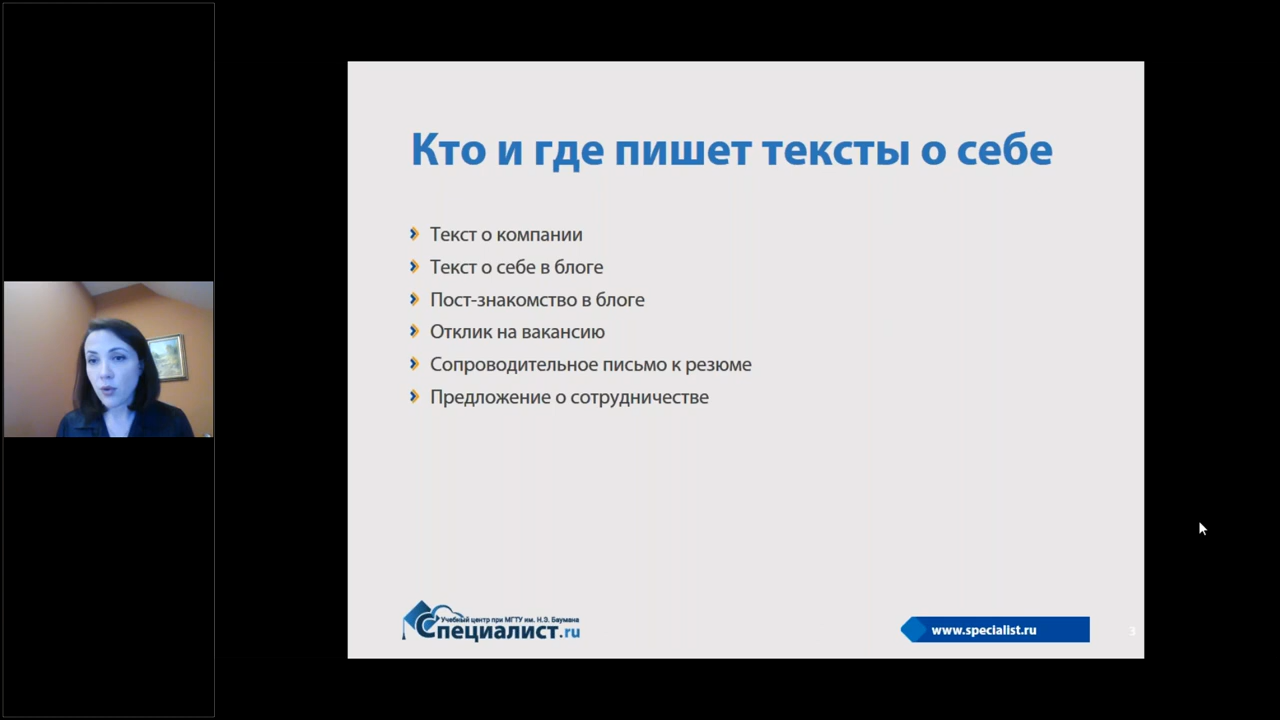 Кто и где пишет тексты о себе
Текст о компании
Текст о себе в блоге
Пост-знакомство в блоге
Отклик на вакансию
Сопроводительное письмо к резюме
Предложение о сотрудничестве
Учебный центр при МГТУ им. Н.Э. Баумана
Специалист.ru
www.specialist.ru
3